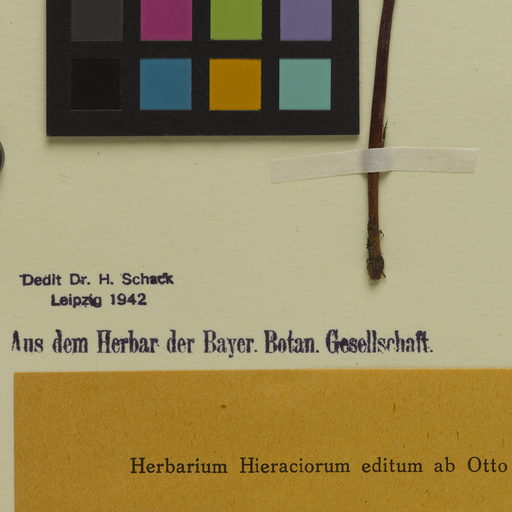 Dedit Dr. H. Schack
Leipzig 1942
Aus dem Herbar der Bayer. Botan. Gesellschaft.
Herbarium Hieraciorum editum ab Otto